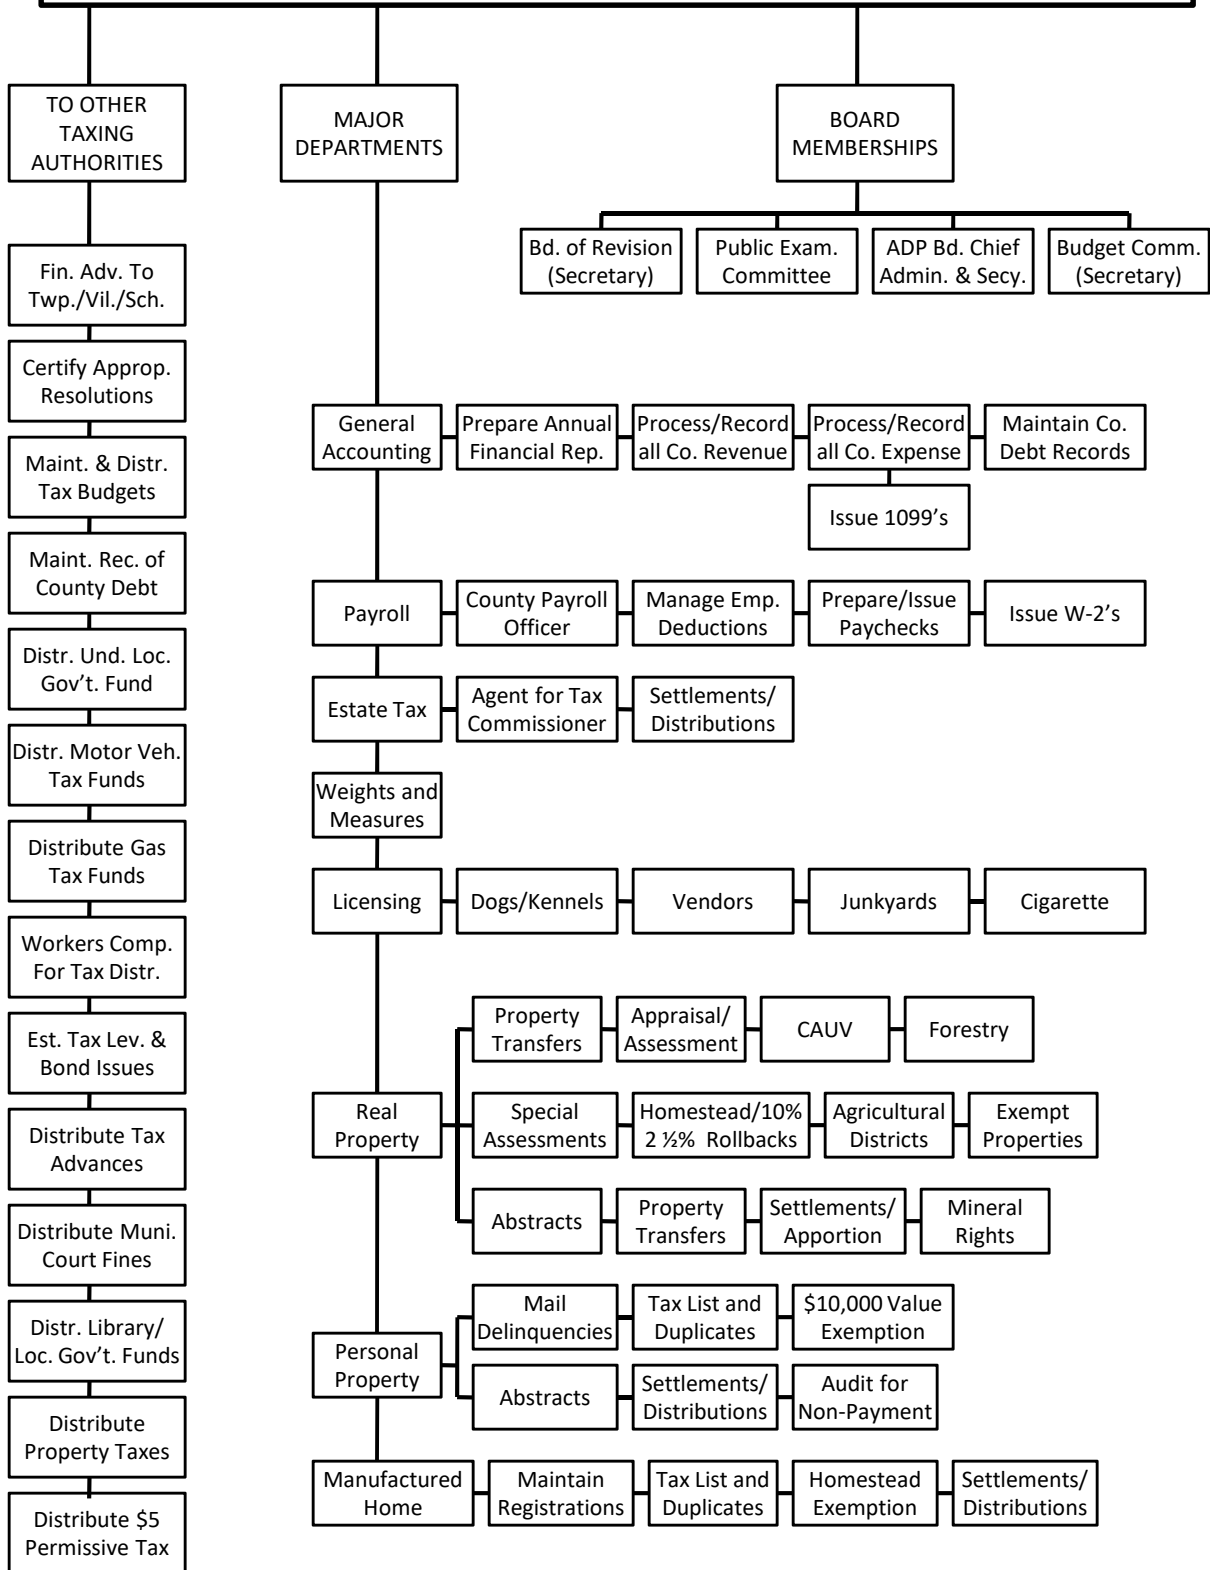 TO OTHER
TAXING
AUTHORITIES
MAJOR
DEPARTMENTS
BOARD
MEMBERSHIPS
Bd. of Revision
(Secretary)
Public Exam.
Committee
ADP Bd. Chief
Admin. & Secy.
Budget Comm.
(Secretary)
Fin. Adv. To
Twp./Vil./Sch.
Certify Approp.
Resolutions
Maint. & Distr.
Tax Budgets
Maint. Rec. of
County Debt
Distr. Und. Loc.
Gov't. Fund
Distr. Motor Veh.
Tax Funds
Distribute Gas
Tax Funds
Workers Comp.
For Tax Distr.
Est. Tax Lev. &
Bond Issues
Distribute Tax
Advances
Distribute Muni.
Court Fines
Distr. Library/
Loc. Gov't. Funds
Distribute
Property Taxes
Distribute $5
Permissive Tax
General
Accounting
Prepare Annual
Financial Rep.
Process/Record
all Co. Revenue
Process/Record
all Co. Expense
Maintain Co.
Debt Records
Issue 1099's
Payroll
County Payroll
Officer
Manage Emp.
Deductions
Prepare/Issue
Paychecks
Issue W-2's
Estate Tax
Agent for Tax
Commissioner
Settlements/
Distributions
Weights and
Measures
Licensing
Dogs/Kennels
Vendors
Junkyards
Cigarette
Real
Property
Property
Transfers
Appraisal/
Assessment
CAUV
Forestry
Special
Assessments
Homestead/10%
2 ½% Rollbacks
Agricultural
Districts
Exempt
Properties
Abstracts
Property
Transfers
Settlements/
Apportion
Mineral
Rights
Personal
Property
Mail
Delinquencies
Tax List and
Duplicates
$10,000 Value
Exemption
Abstracts
Settlements/
Distributions
Audit for
Non-Payment
Manufactured
Home
Maintain
Registrations
Tax List and
Duplicates
Homestead
Exemption
Settlements/
Distributions